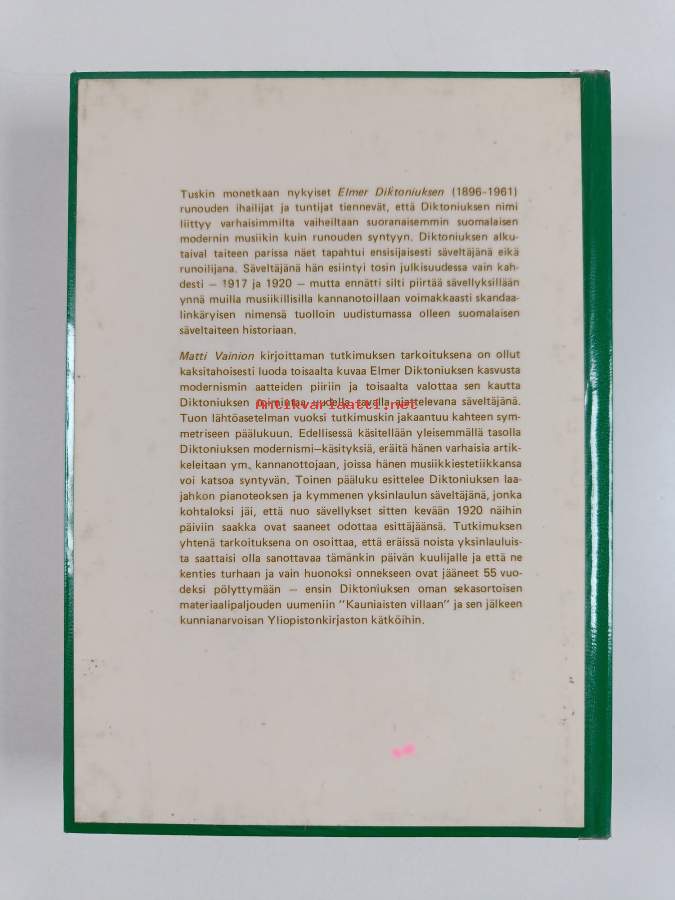 Tuskin monetkaan nykyiset Elmer Diktoniuksen (1896-1961)
runouden ihailijat ja tuntijat tiennevät, että Diktoniuksen nimi
liittyy varhaisimmilta vaiheiltaan suoranaisemmin suomalaisen
modernin musiikin kuin runouden syntyyn. Diktoniuksen alku-
taival taiteen parissa näet tapahtui ensisijaisesti säveltäjänä eikä
runoilijana. Säveltäjänä hän esiintyi tosin julkisuudessa vain kah-
desti – 1917 ja 1920 – mutta ennätti silti piirtää sävellyksillään
ynnä muilla musiikillisilla kannanotoillaan voimakkaasti skandaa-
linkäryisen nimensä tuolloin uudistumassa olleen suomalaisen
säveltaiteen historiaan.
Matti Vainion kirjoittaman tutkimuksen tarkoituksena on ollut
kaksitahoisesti luoda toisaalta kuvaa Elmer Diktoniuksen kasvusta
modernismin aatteiden piiriin ja toisaalta valottaa sen kautta
Diktoniuksen toimintaa uudella tavalla ajattelevana säveltäjänä.
Antikvariaatti.net
Tuon lähtöasetelman vuoksi tutkimuskin jakaantuu kahteen sym-
metriseen päälukuun. Edellisessä käsitellään yleisemmällä tasolla
Diktoniuksen modernismi–käsityksiä, eräitä hänen varhaisia artik-
keleitaan ym. kannanottojaan, joissa hänen musiikkiestetiikkansa
voi katsoa syntyvän. Toinen pääluku esittelee Diktoniuksen laa-
jahkon pianoteoksen ja kymmenen yksinlaulun säveltäjänä, jonka
kohtaloksi jäi, että nuo sävellykset sitten kevään 1920 näihin
päiviin saakka ovat saaneet odottaa esittäjäänsä. Tutkimuksen
yhtenä tarkoituksena on osoittaa, että eräissä noista yksinlauluis-
ta saattaisi olla sanottavaa tämänkin päivän kuulijalle ja että ne
kenties turhaan ja vain huonoksi onnekseen ovat jääneet 55 vuo-
deksi pölyttymään – ensin Diktoniuksen oman sekasortoisen
materiaalipaljouden uumeniin "Kauniaisten villaan" ja sen jälkeen
kunnianarvoisan Yliopistonkirjaston kätköihin.